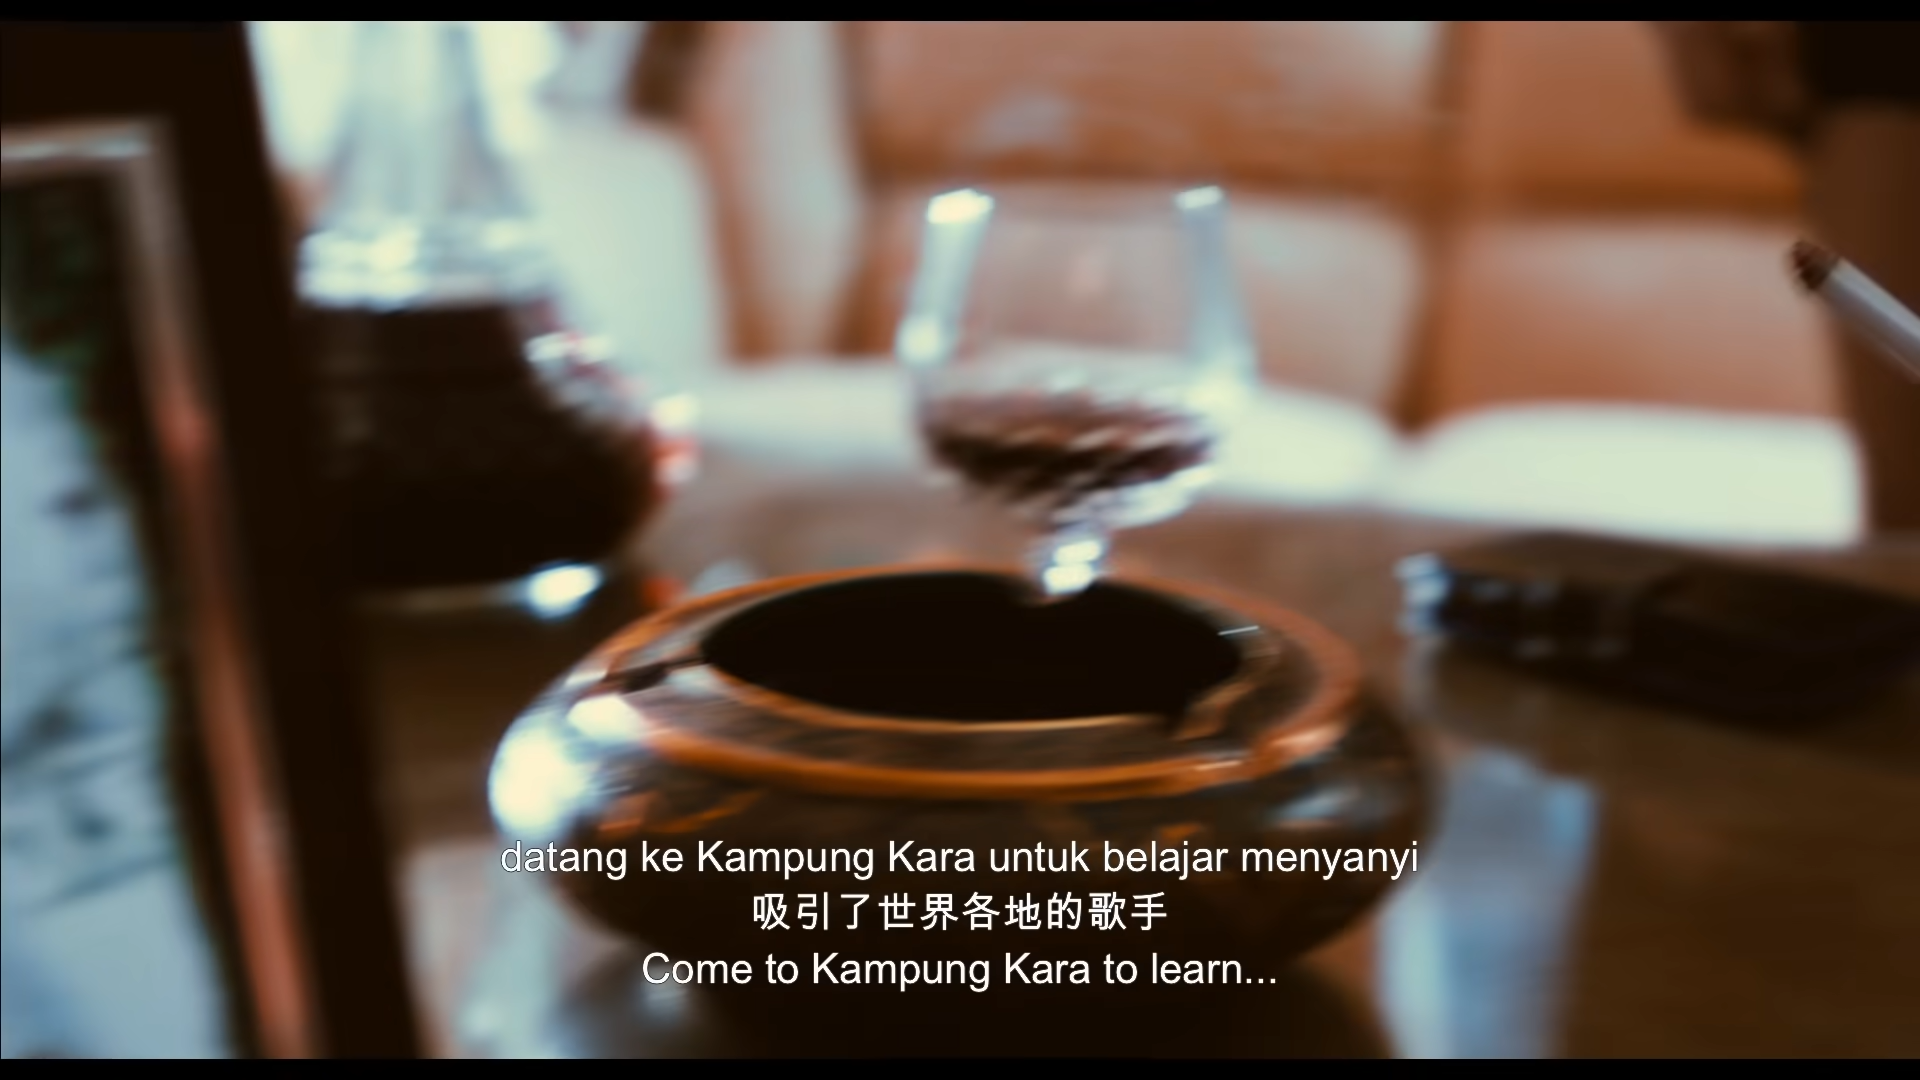 datang ke Kampung Kara untuk belajar menyanyi
吸引了世界各地的歌手
Come to Kampung Kara to learn...